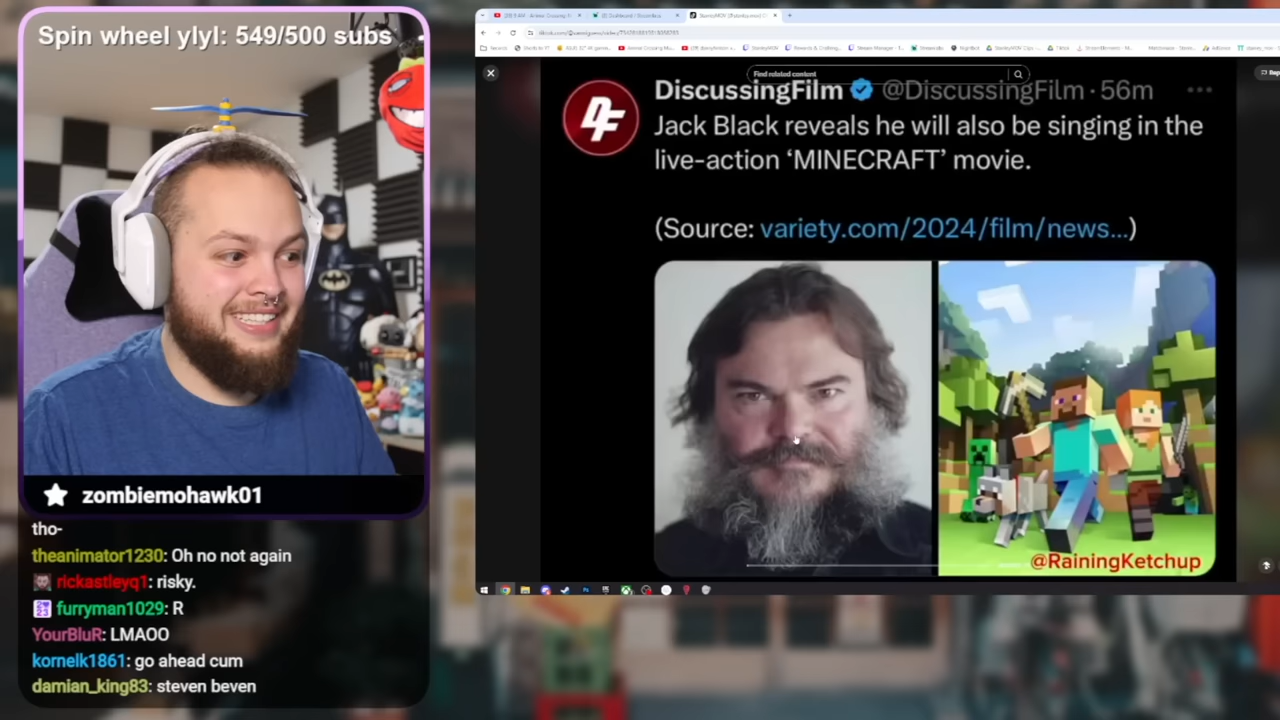 Spin wheel ylyl: 549/500 subs
zombiemohawk01
tho-
theanimator1230: Oh no not again
rickastleyq1: risky.
furryman1029: R
YourBluR: LMAOO
kornelk1861: go ahead cum
damian_king83: steven beven
Find related content
DiscussingFilm @DiscussingFilm · 56m
Jack Black reveals he will also be singing in the
live-action ‘MINECRAFT’ movie.
(Source: variety.com/2024/film/news...)
@RainingKetchup